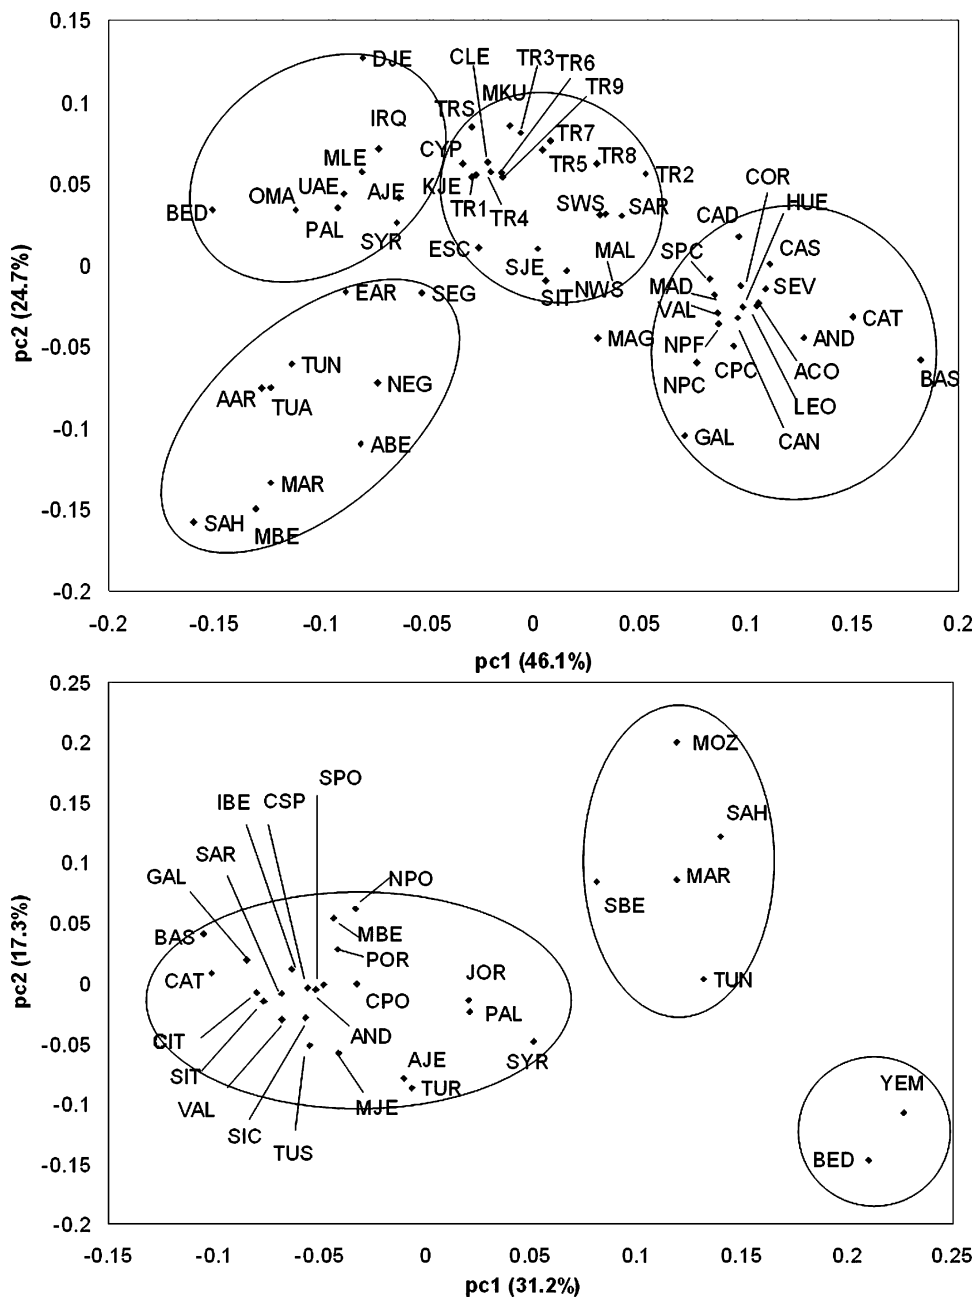 0.15
DJE
CLE
TR3
TR6
TR9
0.1
MKU
TRS
IRQ
TR7
MLE
CYP
TR5
TR8
COR
UAE
AJE
KJE
TR2
HUE
0.05
OMA
TR1
TR4
SWS
SAR
CAD
BED
PAL
SYR
ESC
MAL
SPC
CAS
0
SJE
SIT
NWS
MAD
SEV
EAR
SEG
VAL
CAT
-0.05
MAG
NPF
AND
TUN
NEG
NPC
CPC
ACO
BAS
AAR
TUA
LEO
-0.1
ABE
GAL
CAN
MAR
-0.15
SAH
MBE
-0.2
-0.2 -0.15 -0.1 -0.05 0 0.05 0.1 0.15 0.2
pc1 (46.1%)
pc2 (24.7%)
0.25
0.2
MOZ
SPO
0.15
IBE
CSP
SAH
SAR
0.1
GAL
NPO
MAR
SBE
0.05
BAS
MBE
POR
CAT
JOR
TUN
0
CPO
PAL
CIT
AND
-0.05
SIT
AJE
SYR
TUR
YEM
-0.1
VAL
MJE
SIC
TUS
BED
-0.15
-0.2
-0.15 -0.1 -0.05 0 0.05 0.1 0.15 0.2 0.25
pc1 (31.2%)
pc2 (17.3%)